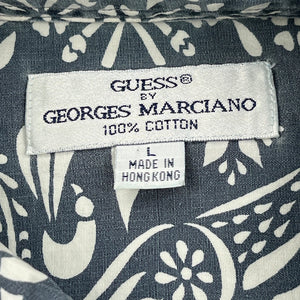 GUESS®
BY
GEORGES MARCIANO
100% COTTON
L
MADE IN
HONGKONG